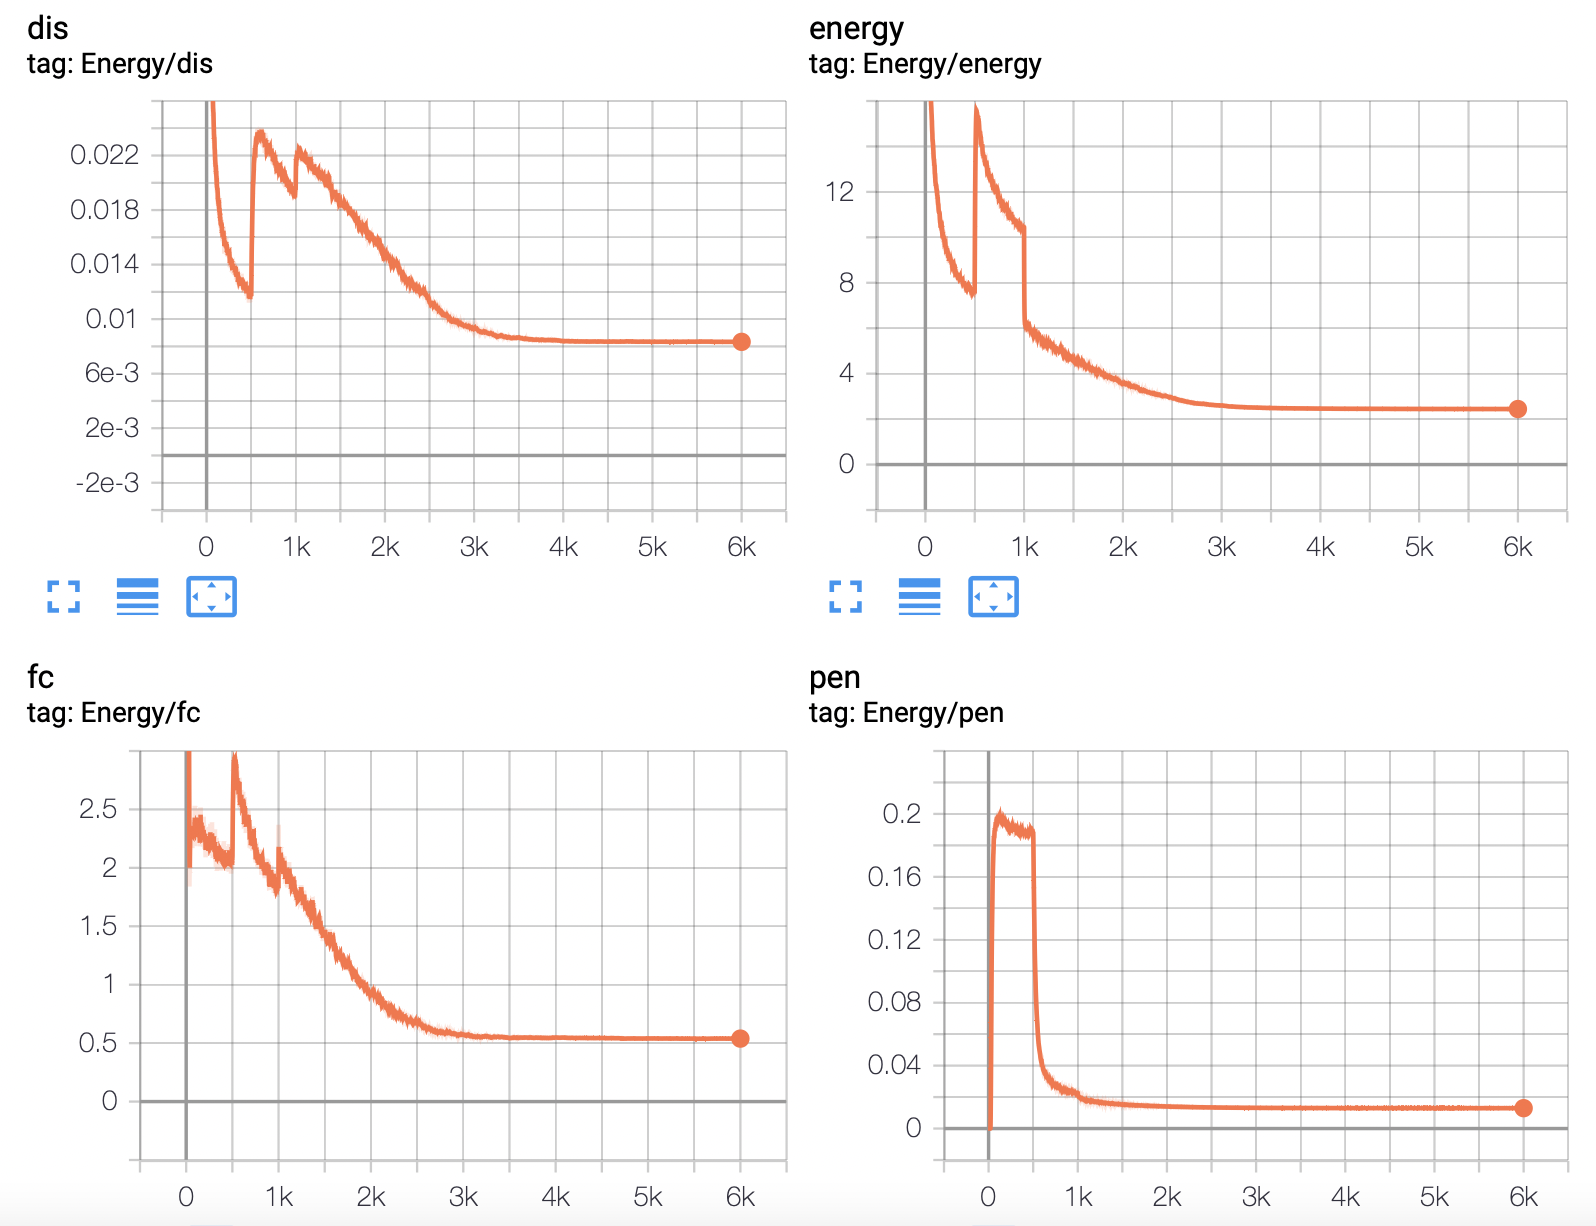 dis
tag: Energy/dis
0.022
0.018
0.014
0.01
6e-3
2e-3
-2e-3
0 1k 2k 3k 4k 5k 6k
energy
tag: Energy/energy
12
8
4
0
0 1k 2k 3k 4k 5k 6k
fc
tag: Energy/fc
2.5
2
1.5
1
0.5
0
0 1k 2k 3k 4k 5k 6k
pen
tag: Energy/pen
0.2
0.16
0.12
0.08
0.04
0
0 1k 2k 3k 4k 5k 6k